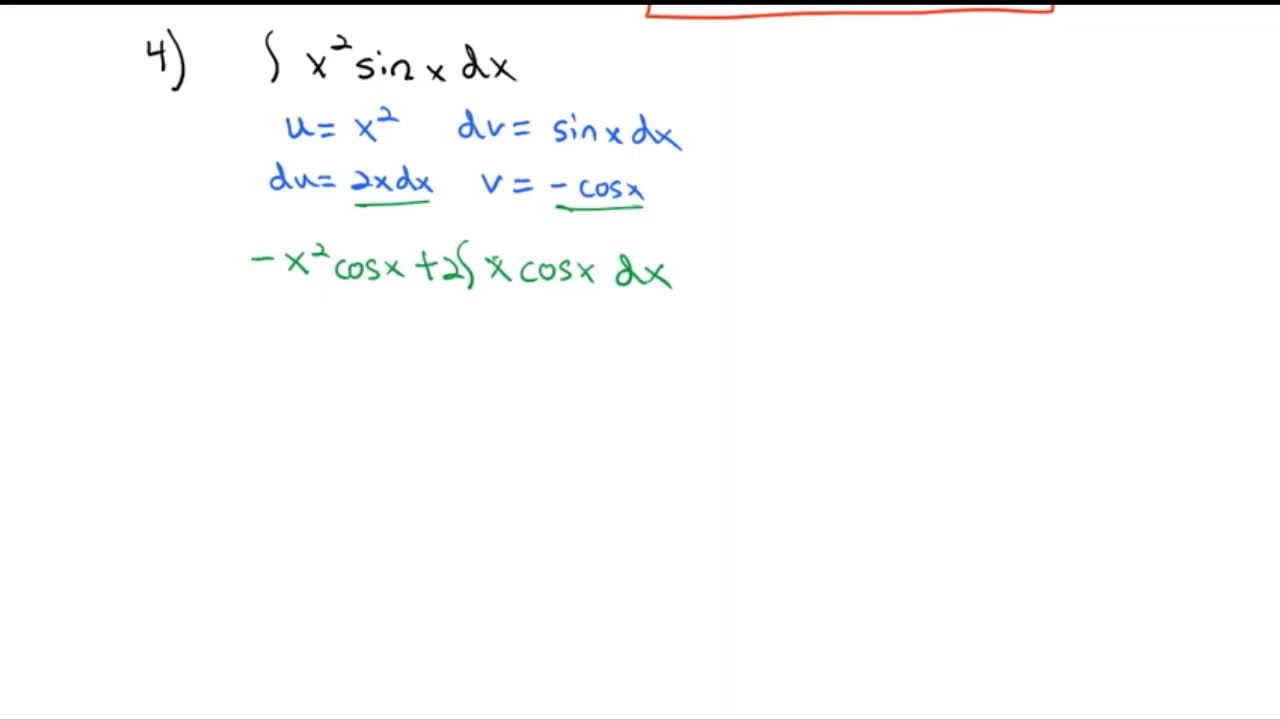 4) ∫ x² sin x dx
u = x² dv = sin x dx
du = 2x dx v = - cos x
- x² cos x + 2∫ x cos x dx